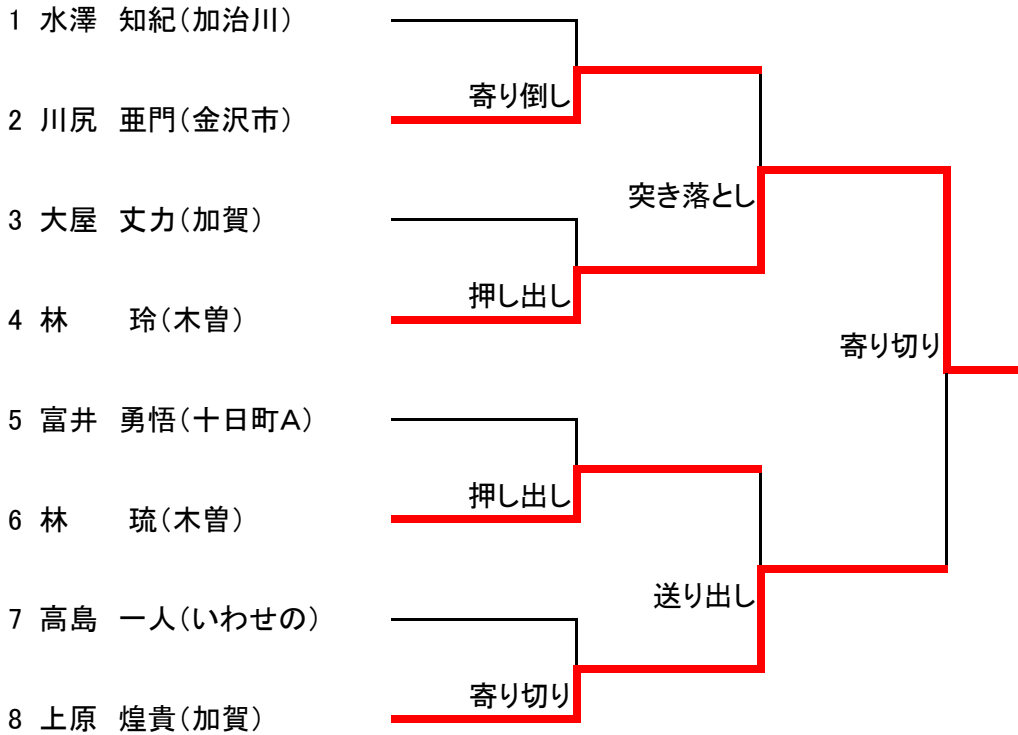 1 水澤　知紀（加治川）
寄り倒し
2 川尻　亜門（金沢市）
突き落とし
3 大屋　丈力（加賀）
押し出し
4 林　　玲（木曽）
寄り切り
5 富井　勇悟（十日町A）
押し出し
6 林　　琉（木曽）
送り出し
7 高島　一人（いわせの）
寄り切り
8 上原　煌貴（加賀）